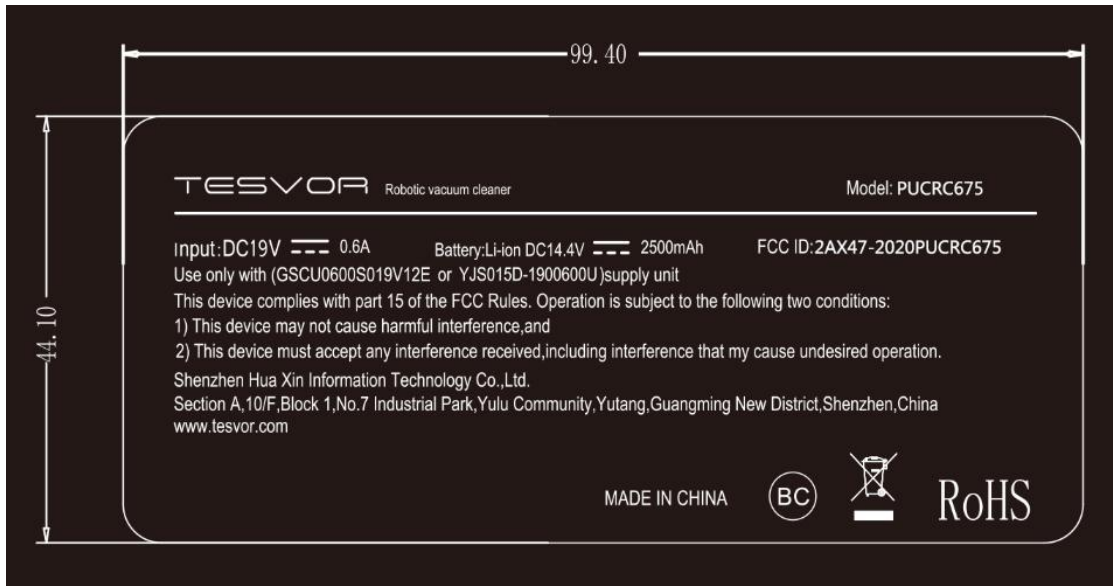 99.40
44.10
TESVOR Robotic vacuum cleaner Model: PUCRC675
Input:DC19V 0.6A Battery:Li-ion DC14.4V 2500mAh FCC ID:2AX47-2020PUCRC675
Use only with (GSCU0600S019V12E or YJS015D-1900600U)supply unit
This device complies with part 15 of the FCC Rules. Operation is subject to the following two conditions:
1) This device may not cause harmful interference,and
2) This device must accept any interference received,including interference that my cause undesired operation.
Shenzhen Hua Xin Information Technology Co.,Ltd.
Section A,10/F,Block 1,No.7 Industrial Park,Yulu Community,Yutang,Guangming New District,Shenzhen,China
www.tesvor.com
MADE IN CHINA BC RoHS